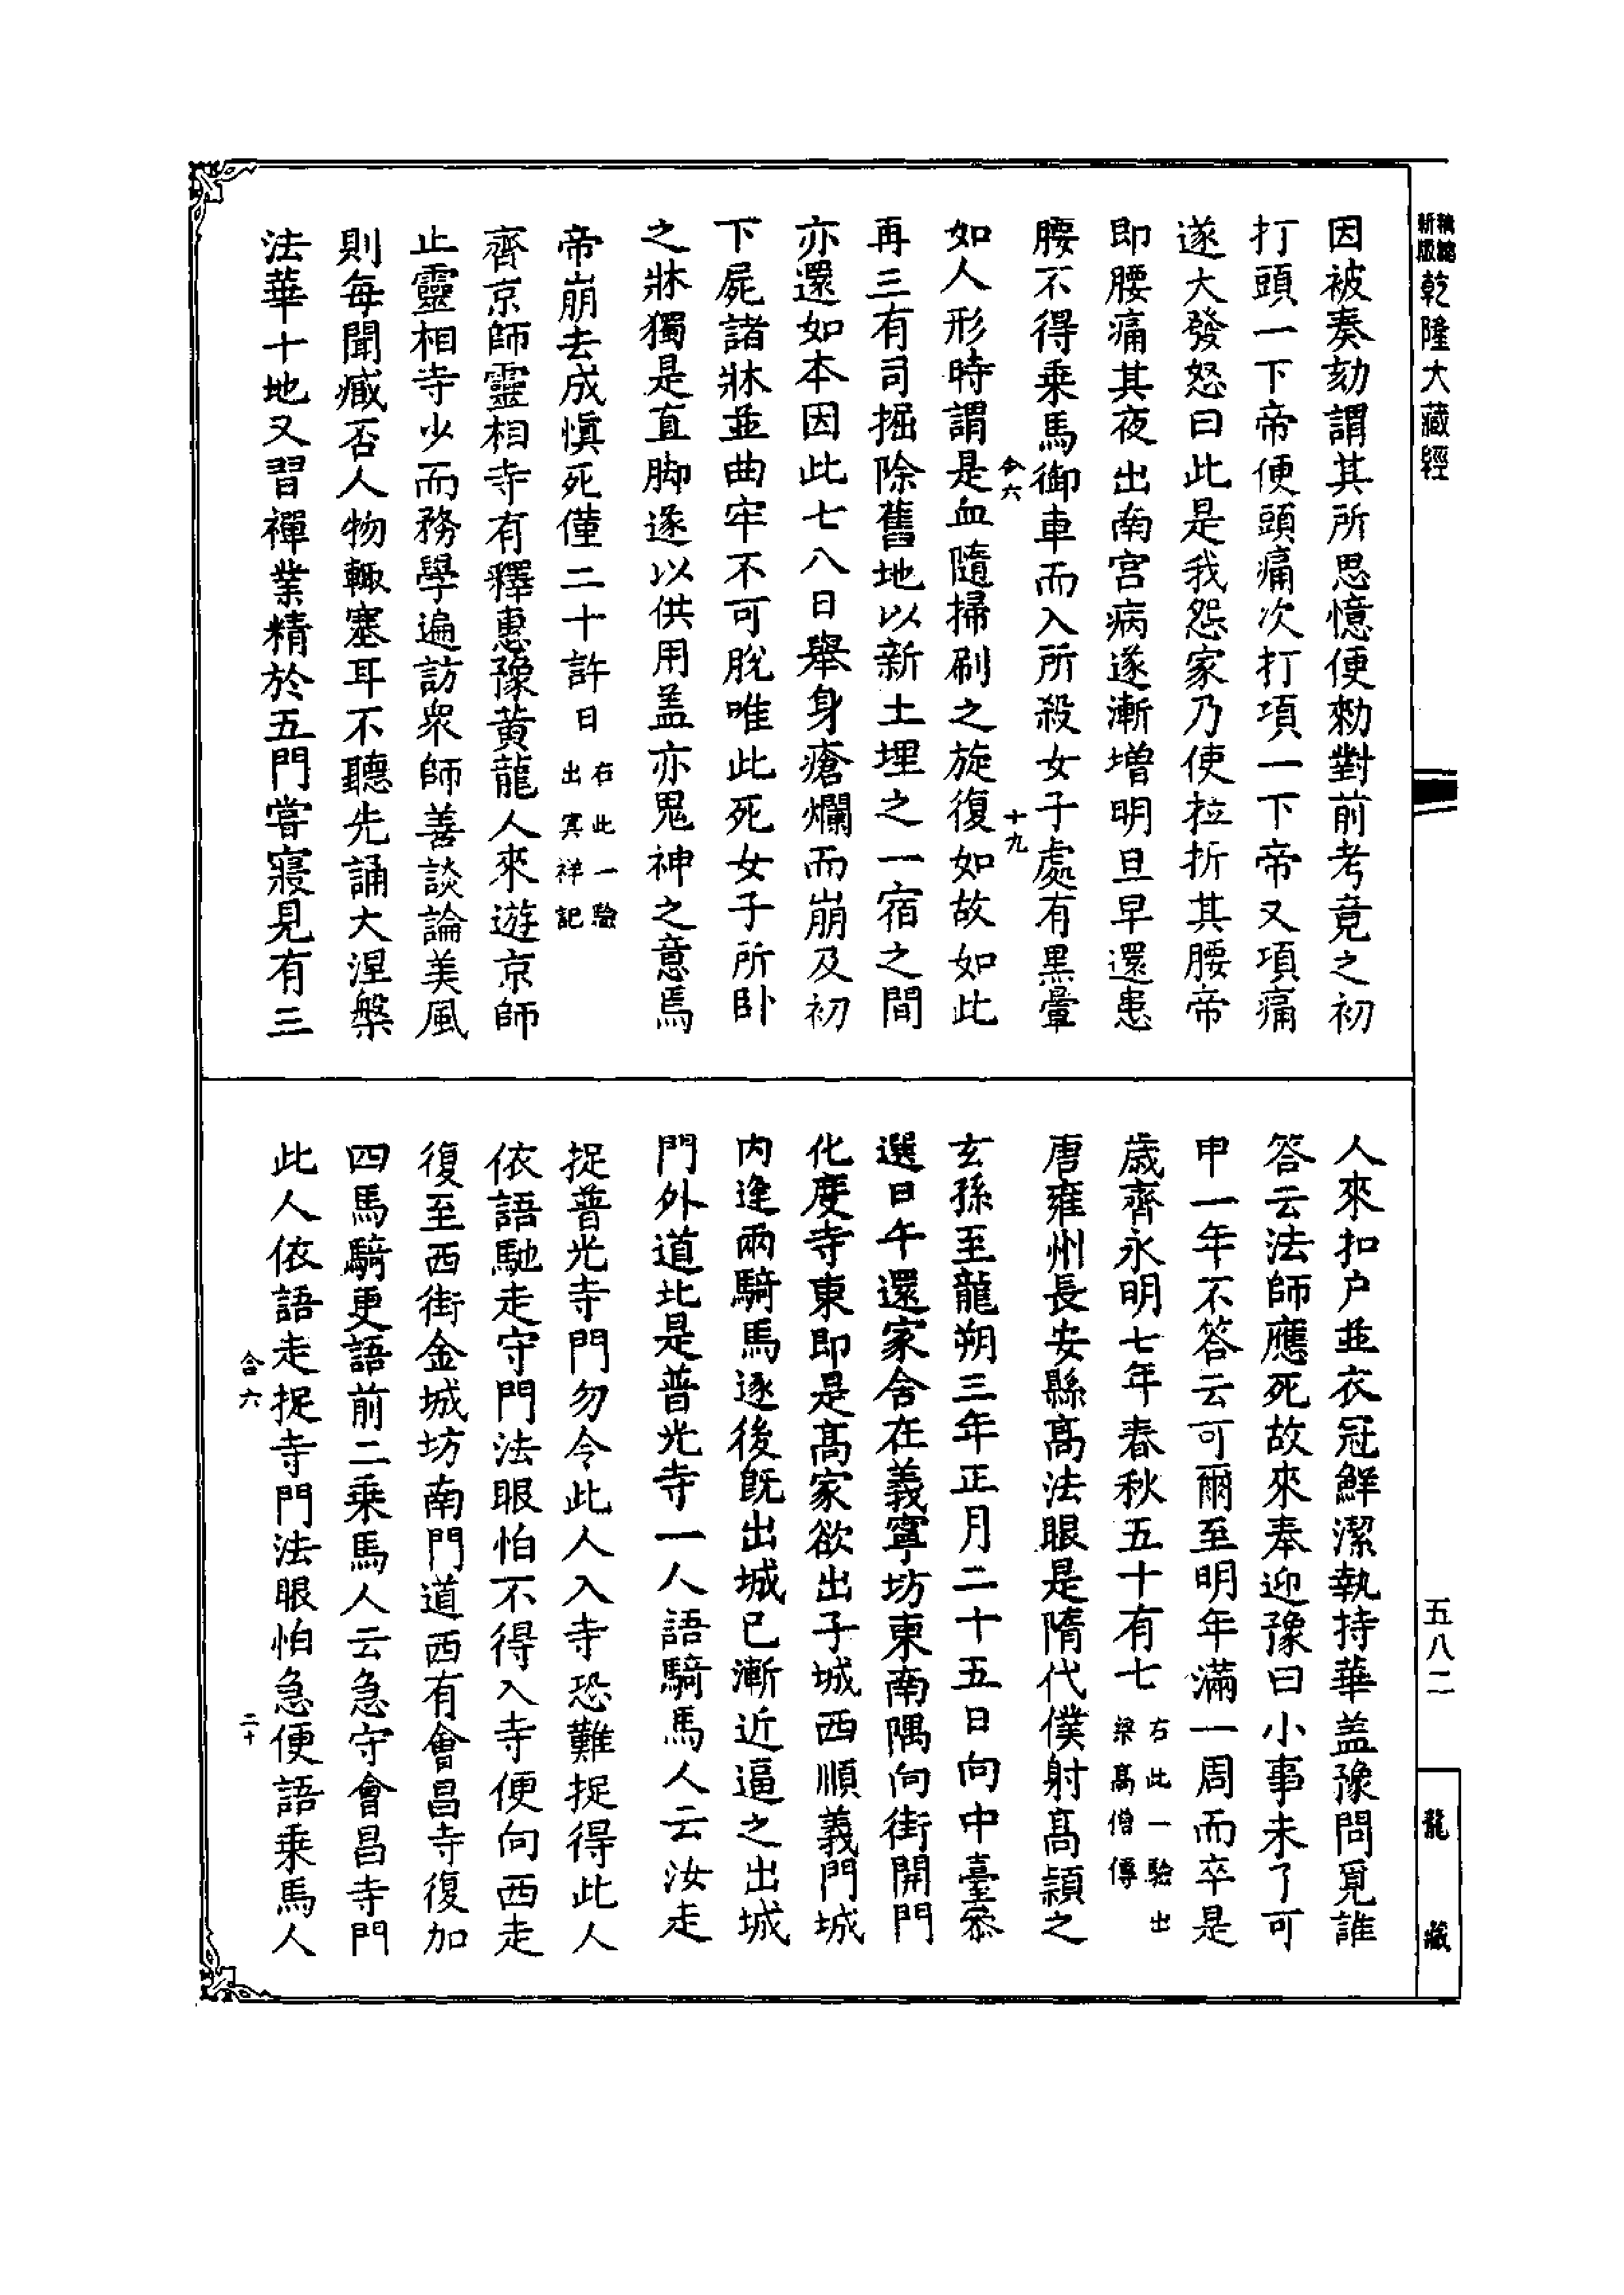 精縮新版乾隆大藏經
因被奏劾謂其所思憶便勑對前考竟之初
打頭一下帝便頭痛次打項一下帝又項痛
遂大發怒曰此是我怨家乃使拉折其腰帝
即腰痛其夜出南宫病遂漸增明旦早還患
腰不得乗馬御車而入所殺女子處有黒暈
合六
十九
如人形時謂是血隨掃刷之旋復如故如此
再三有司掘除舊地以新土埋之一宿之間
亦還如本因此七八日舉身瘡爛而崩及初
下屍諸牀並曲牢不可脫唯此死女子所卧
之牀獨是直脚遂以供用盖亦鬼神之意焉
帝崩去成慎死僅二十許日
右此一驗
出冥祥記
齊京師靈相寺有釋惠豫黃龍人來遊京師
止靈相寺少而務學遍訪衆師善談論美風
則每聞臧否人物輙塞耳不聽先誦大涅槃
法華十地又習禪業精於五門嘗寢見有三
人來扣户並衣冠鮮潔執持華盖豫問覓誰
答云法師應死故來奉迎豫曰小事未了可
申一年不答云可爾至明年滿一周而卒是
歲齊永明七年春秋五十有七
右此一驗出
梁髙僧傳
唐雍州長安縣髙法眼是隋代僕射髙頴之
玄孫至龍朔三年正月二十五日向中臺叅
選日午還家舍在義寧坊東南隅向街開門
化度寺東即是髙家欲出子城西順義門城
内逢兩騎馬逐後旣出城已漸近逼之出城
門外道北是普光寺一人語騎馬人云汝走
捉普光寺門勿令此人入寺恐難捉得此人
依語馳走守門法眼怕不得入寺便向西走
復至西街金城坊南門道西有會昌寺復加
四馬騎更語前二乗馬人云急守會昌寺門
此人依語走捉寺門法眼怕急便語乗馬人
合六
二十
五八二
龍藏